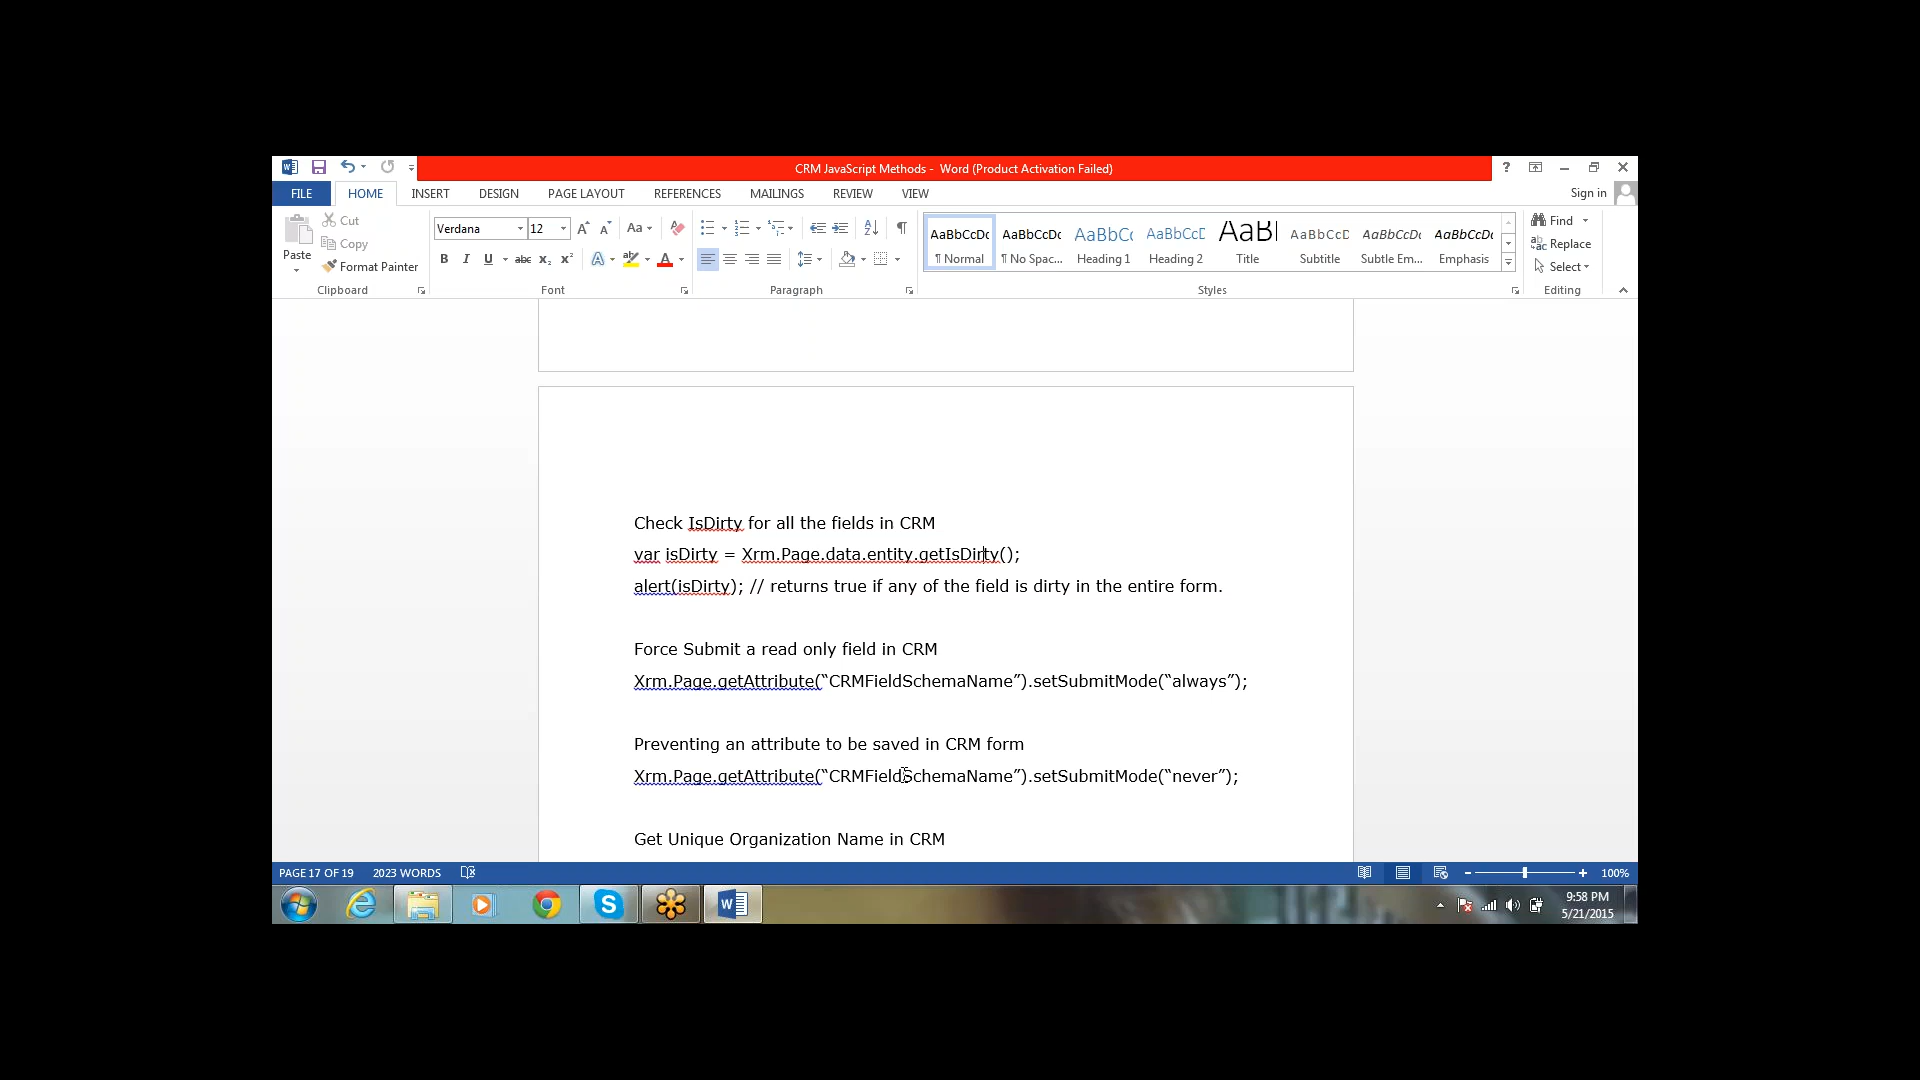 CRM JavaScript Methods - Word (Product Activation Failed)
?
FILE HOME INSERT DESIGN PAGE LAYOUT REFERENCES MAILINGS REVIEW VIEW Sign in
Paste
Cut
Copy
Format Painter
Clipboard
Verdana 12
Font
Paragraph
AaBbCcDc AaBbCcDc AaBbCc AaBbCcD AaBl AaBbCcD AaBbCcDc AaBbCcDc
¶ Normal ¶ No Spac... Heading 1 Heading 2 Title Subtitle Subtle Em... Emphasis
Styles
Find
Replace
Select
Editing
Check IsDirty for all the fields in CRM
var isDirty = Xrm.Page.data.entity.getIsDirty();
alert(isDirty); // returns true if any of the field is dirty in the entire form.
Force Submit a read only field in CRM
Xrm.Page.getAttribute(“CRMFieldSchemaName”).setSubmitMode(“always”);
Preventing an attribute to be saved in CRM form
Xrm.Page.getAttribute(“CRMFieldSchemaName”).setSubmitMode(“never”);
Get Unique Organization Name in CRM
PAGE 17 OF 19 2023 WORDS 100%
9:58 PM
5/21/2015